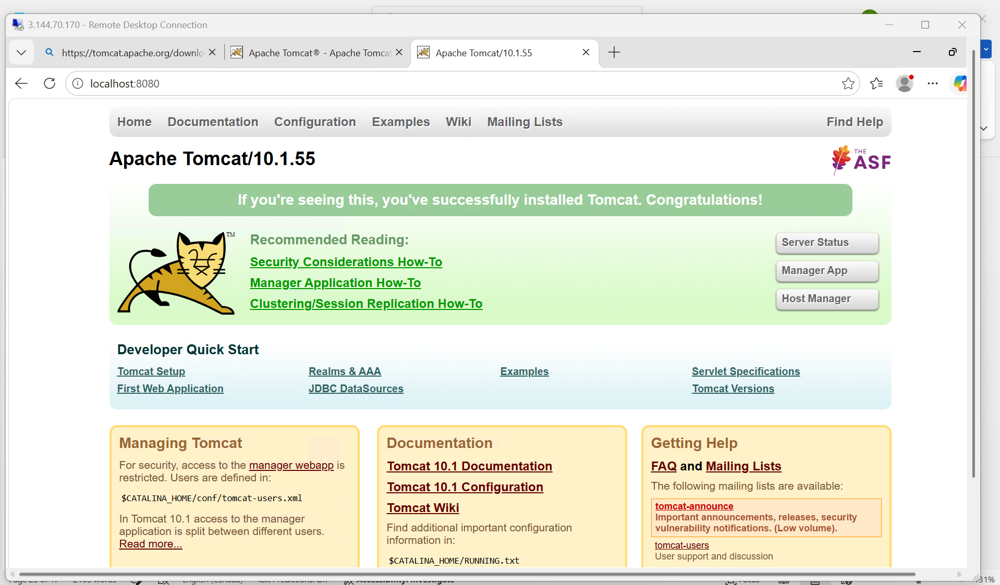 3.144.70.170 - Remote Desktop Connection
https://tomcat.apache.org/downlo
Apache Tomcat® - Apache Tomcat
Apache Tomcat/10.1.55
localhost:8080
Home Documentation Configuration Examples Wiki Mailing Lists Find Help
Apache Tomcat/10.1.55
THE
ASF
If you're seeing this, you've successfully installed Tomcat. Congratulations!
TM
Recommended Reading:
Security Considerations How-To
Manager Application How-To
Clustering/Session Replication How-To
Server Status
Manager App
Host Manager
Developer Quick Start
Tomcat Setup
Realms & AAA
Examples
Servlet Specifications
First Web Application
JDBC DataSources
Tomcat Versions
Managing Tomcat
For security, access to the manager webapp is
restricted. Users are defined in:
$CATALINA_HOME/conf/tomcat-users.xml
In Tomcat 10.1 access to the manager
application is split between different users.
Read more...
Documentation
Tomcat 10.1 Documentation
Tomcat 10.1 Configuration
Tomcat Wiki
Find additional important configuration
information in:
$CATALINA_HOME/RUNNING.txt
Getting Help
FAQ and Mailing Lists
The following mailing lists are available:
tomcat-announce
Important announcements, releases, security
vulnerability notifications. (Low volume).
tomcat-users
User support and discussion